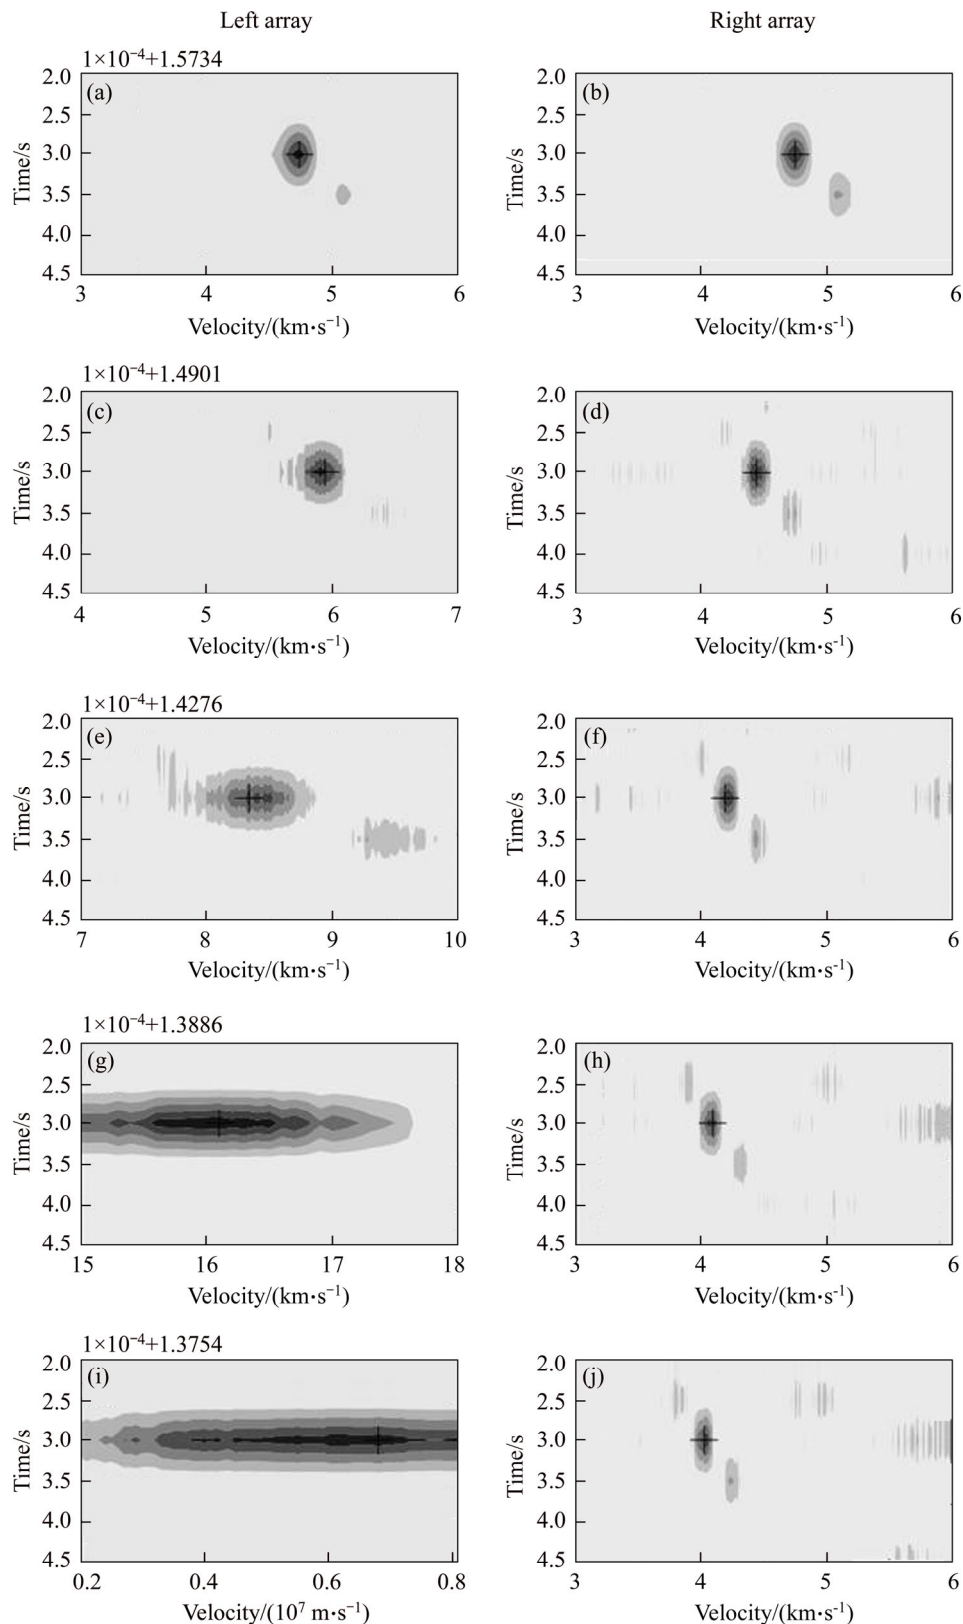 Left array
Right array
1×10⁻⁴+1.5734
(a)
2.0
2.5
3.0
3.5
4.0
4.5
Time/s
3 4 5 6
Velocity/(km·s⁻¹)
(b)
2.0
2.5
3.0
3.5
4.0
4.5
Time/s
3 4 5 6
Velocity/(km·s⁻¹)
1×10⁻⁴+1.4901
(c)
2.0
2.5
3.0
3.5
4.0
4.5
Time/s
4 5 6 7
Velocity/(km·s⁻¹)
(d)
2.0
2.5
3.0
3.5
4.0
4.5
Time/s
3 4 5 6
Velocity/(km·s⁻¹)
1×10⁻⁴+1.4276
(e)
2.0
2.5
3.0
3.5
4.0
4.5
Time/s
7 8 9 10
Velocity/(km·s⁻¹)
(f)
2.0
2.5
3.0
3.5
4.0
4.5
Time/s
3 4 5 6
Velocity/(km·s⁻¹)
1×10⁻⁴+1.3886
(g)
2.0
2.5
3.0
3.5
4.0
4.5
Time/s
15 16 17 18
Velocity/(km·s⁻¹)
(h)
2.0
2.5
3.0
3.5
4.0
4.5
Time/s
3 4 5 6
Velocity/(km·s⁻¹)
1×10⁻⁴+1.3754
(i)
2.0
2.5
3.0
3.5
4.0
4.5
Time/s
0.2 0.4 0.6 0.8
Velocity/(10⁷ m·s⁻¹)
(j)
2.0
2.5
3.0
3.5
4.0
4.5
Time/s
3 4 5 6
Velocity/(km·s⁻¹)